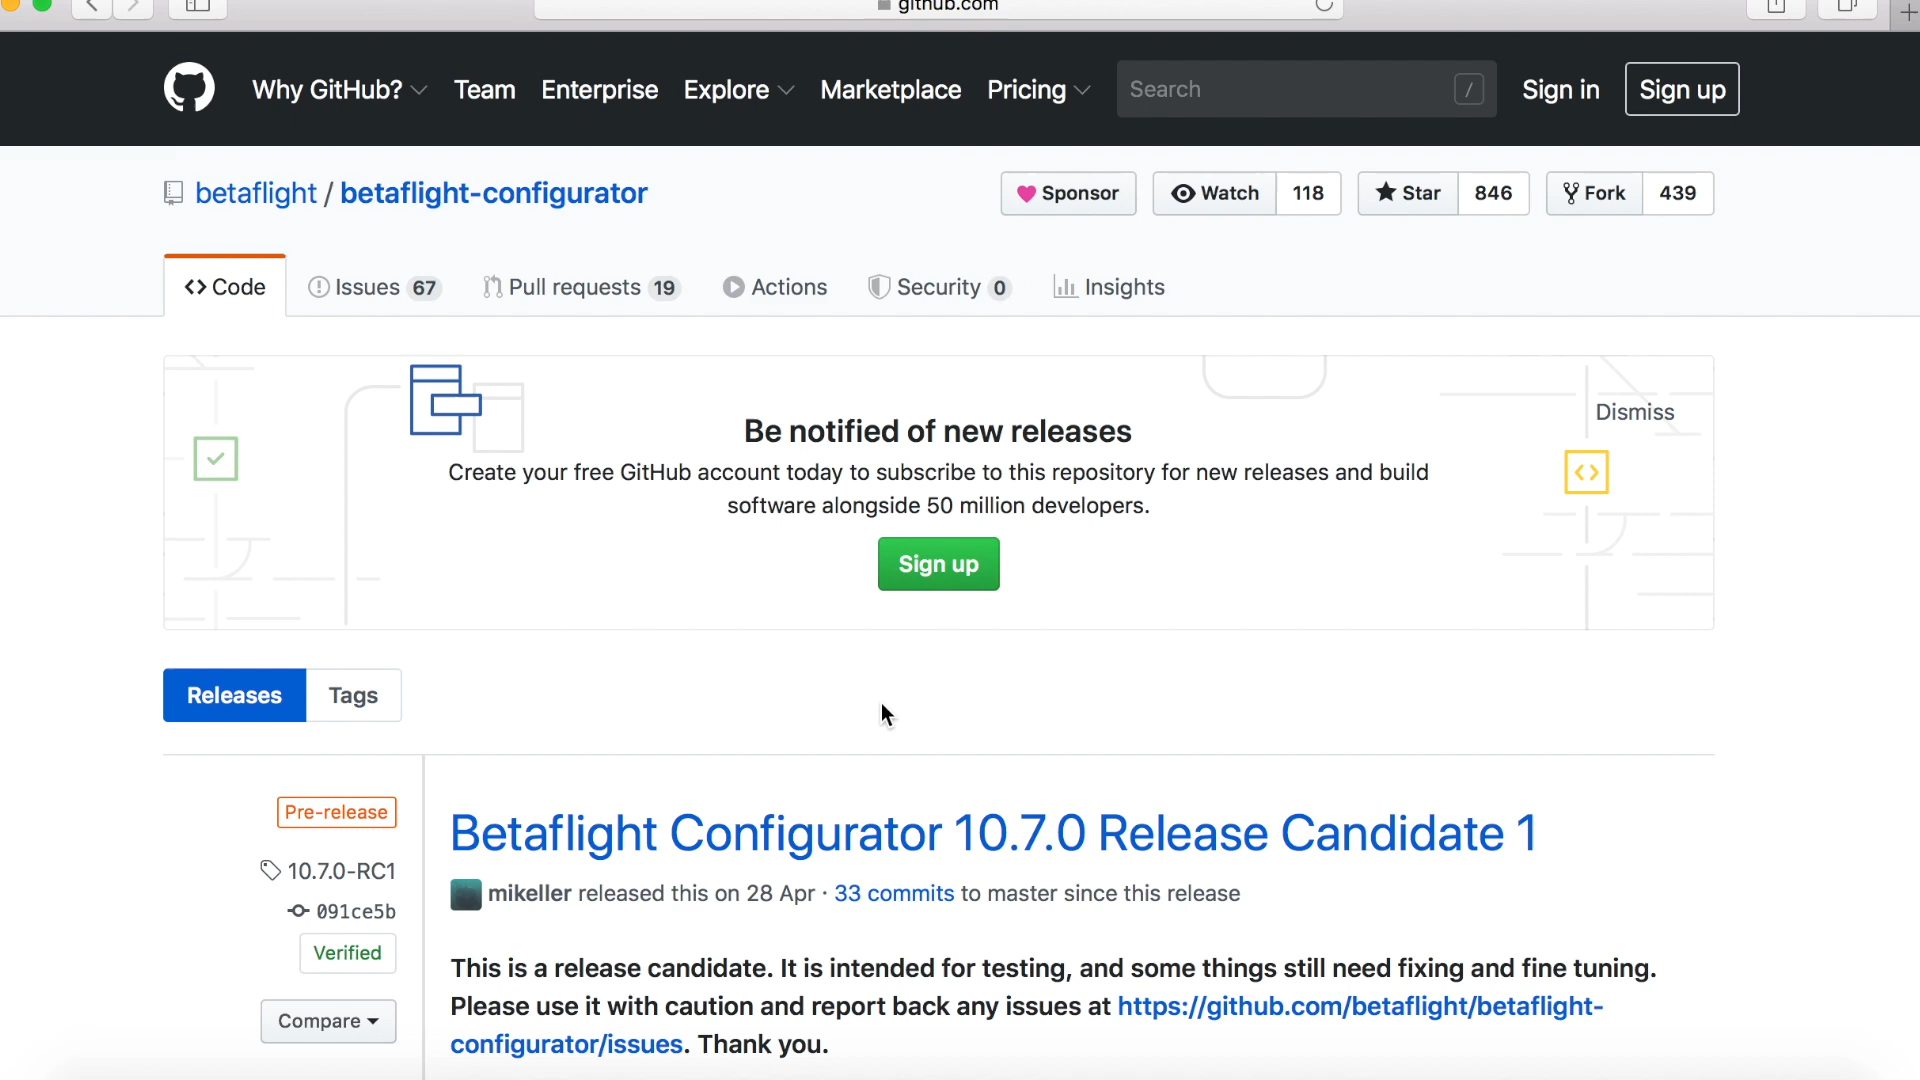 github.com
Why GitHub? Team Enterprise Explore Marketplace Pricing Search / Sign in Sign up
betaflight / betaflight-configurator Sponsor Watch 118 Star 846 Fork 439
Code Issues 67 Pull requests 19 Actions Security 0 Insights
Dismiss
Be notified of new releases
Create your free GitHub account today to subscribe to this repository for new releases and build
software alongside 50 million developers.
Sign up
Releases Tags
Pre-release
10.7.0-RC1
091ce5b
Verified
Compare
Betaflight Configurator 10.7.0 Release Candidate 1
mikeller released this on 28 Apr · 33 commits to master since this release
This is a release candidate. It is intended for testing, and some things still need fixing and fine tuning.
Please use it with caution and report back any issues at https://github.com/betaflight/betaflight-
configurator/issues. Thank you.